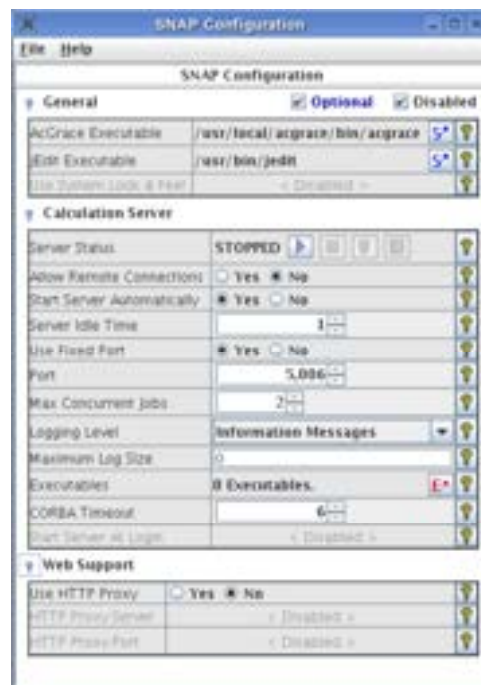 SNAP Configuration
File Help
SNAP Configuration
General Optional Disabled
AcGrace Executable /usr/local/acgrace/bin/acgrace S*
jEdit Executable /usr/bin/jedit S*
Use System Look & Feel < Disabled >
Calculation Server
Server Status STOPPED
Allow Remote Connections Yes No
Start Server Automatically Yes No
Server Idle Time 1
Use Fixed Port Yes No
Port 5,006
Max Concurrent Jobs 2
Logging Level Information Messages
Maximum Log Size 0
Executables 0 Executables. E*
CORBA Timeout 6
Start Server at Login < Disabled >
Web Support
Use HTTP Proxy Yes No
HTTP Proxy Server < Disabled >
HTTP Proxy Port < Disabled >